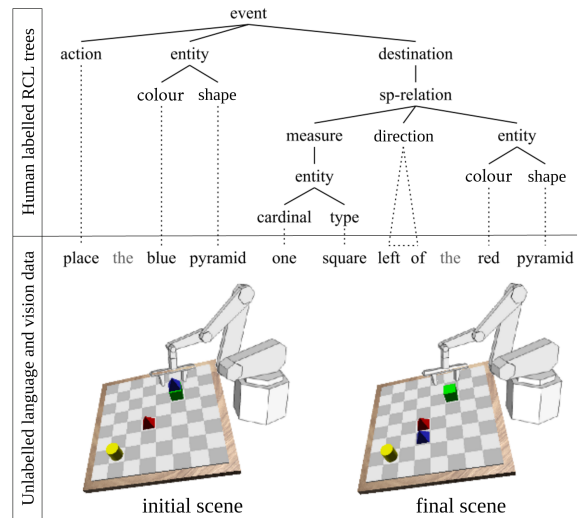 Human labelled RCL trees
event
action entity destination
colour shape sp-relation
measure direction entity
entity colour shape
cardinal type
Unlabelled language and vision data
place the blue pyramid one square left of the red pyramid
initial scene final scene